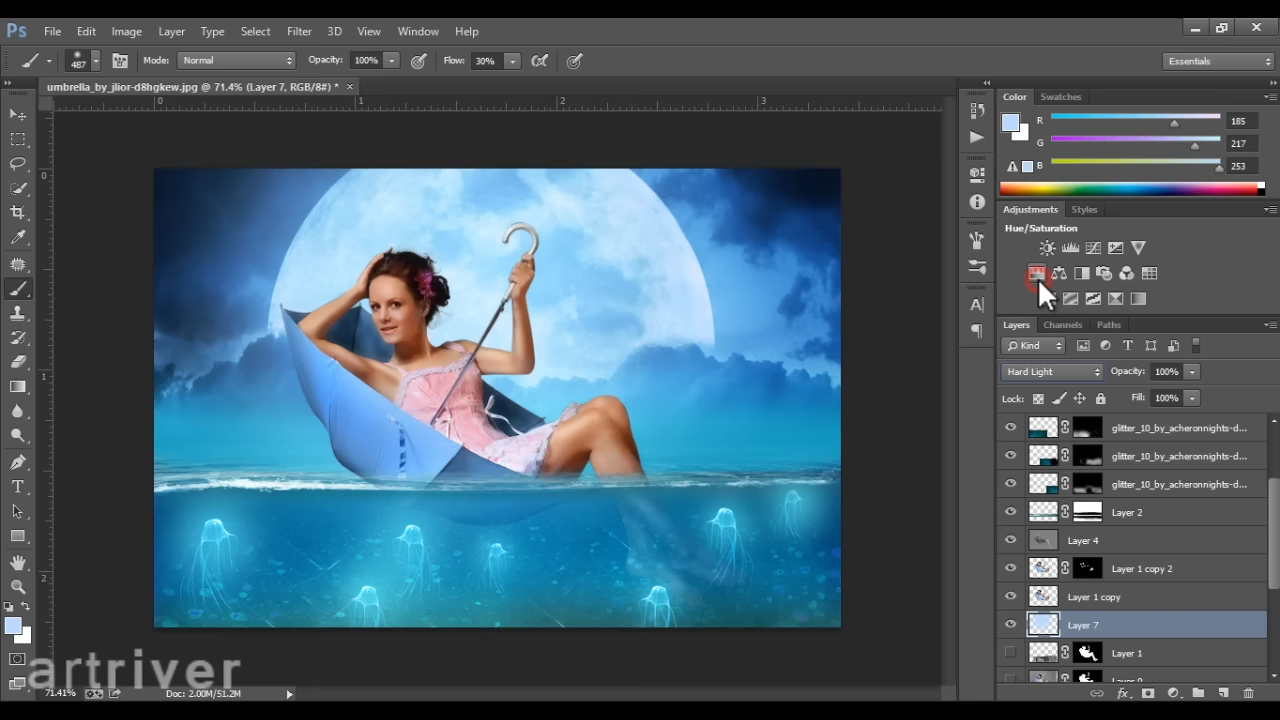 Ps File Edit Image Layer Type Select Filter 3D View Window Help
487 Mode: Normal Opacity: 100% Flow: 30% Essentials
umbrella_by_jlior-d8hgkew.jpg @ 71.4% (Layer 7, RGB/8#) * ×
0 1 2 3
0
1
2
Color Swatches
R 185
G 217
B 253
Adjustments Styles
Hue/Saturation
Layers Channels Paths
Kind
Hard Light Opacity: 100%
Lock: Fill: 100%
glitter_10_by_acheronnights-d...
glitter_10_by_acheronnights-d...
glitter_10_by_acheronnights-d...
Layer 2
Layer 4
Layer 1 copy 2
Layer 1 copy
Layer 7
Layer 1
artriver
71.41% Doc: 2.00M/51.2M